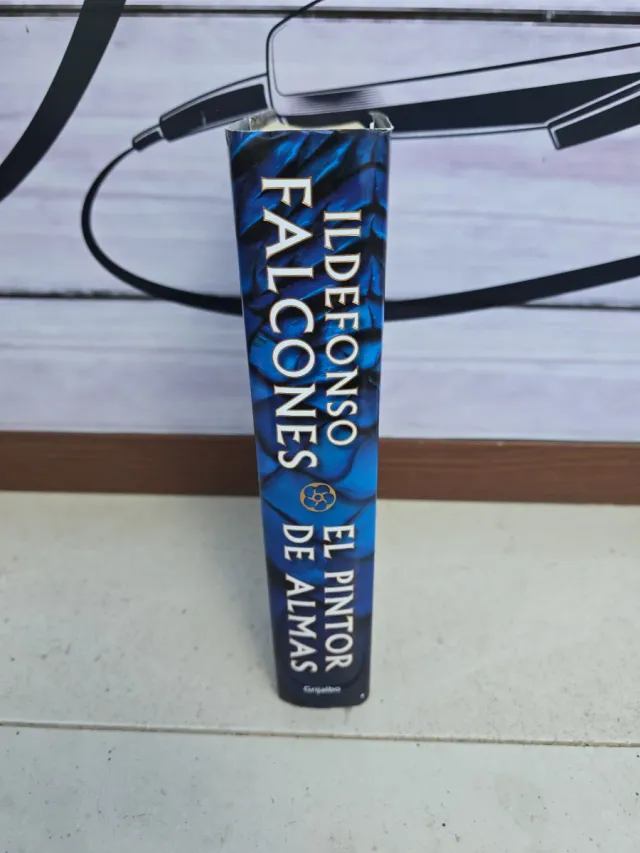 ILDEFONSO
FALCONES
EL PINTOR
DE ALMAS
Grijalbo